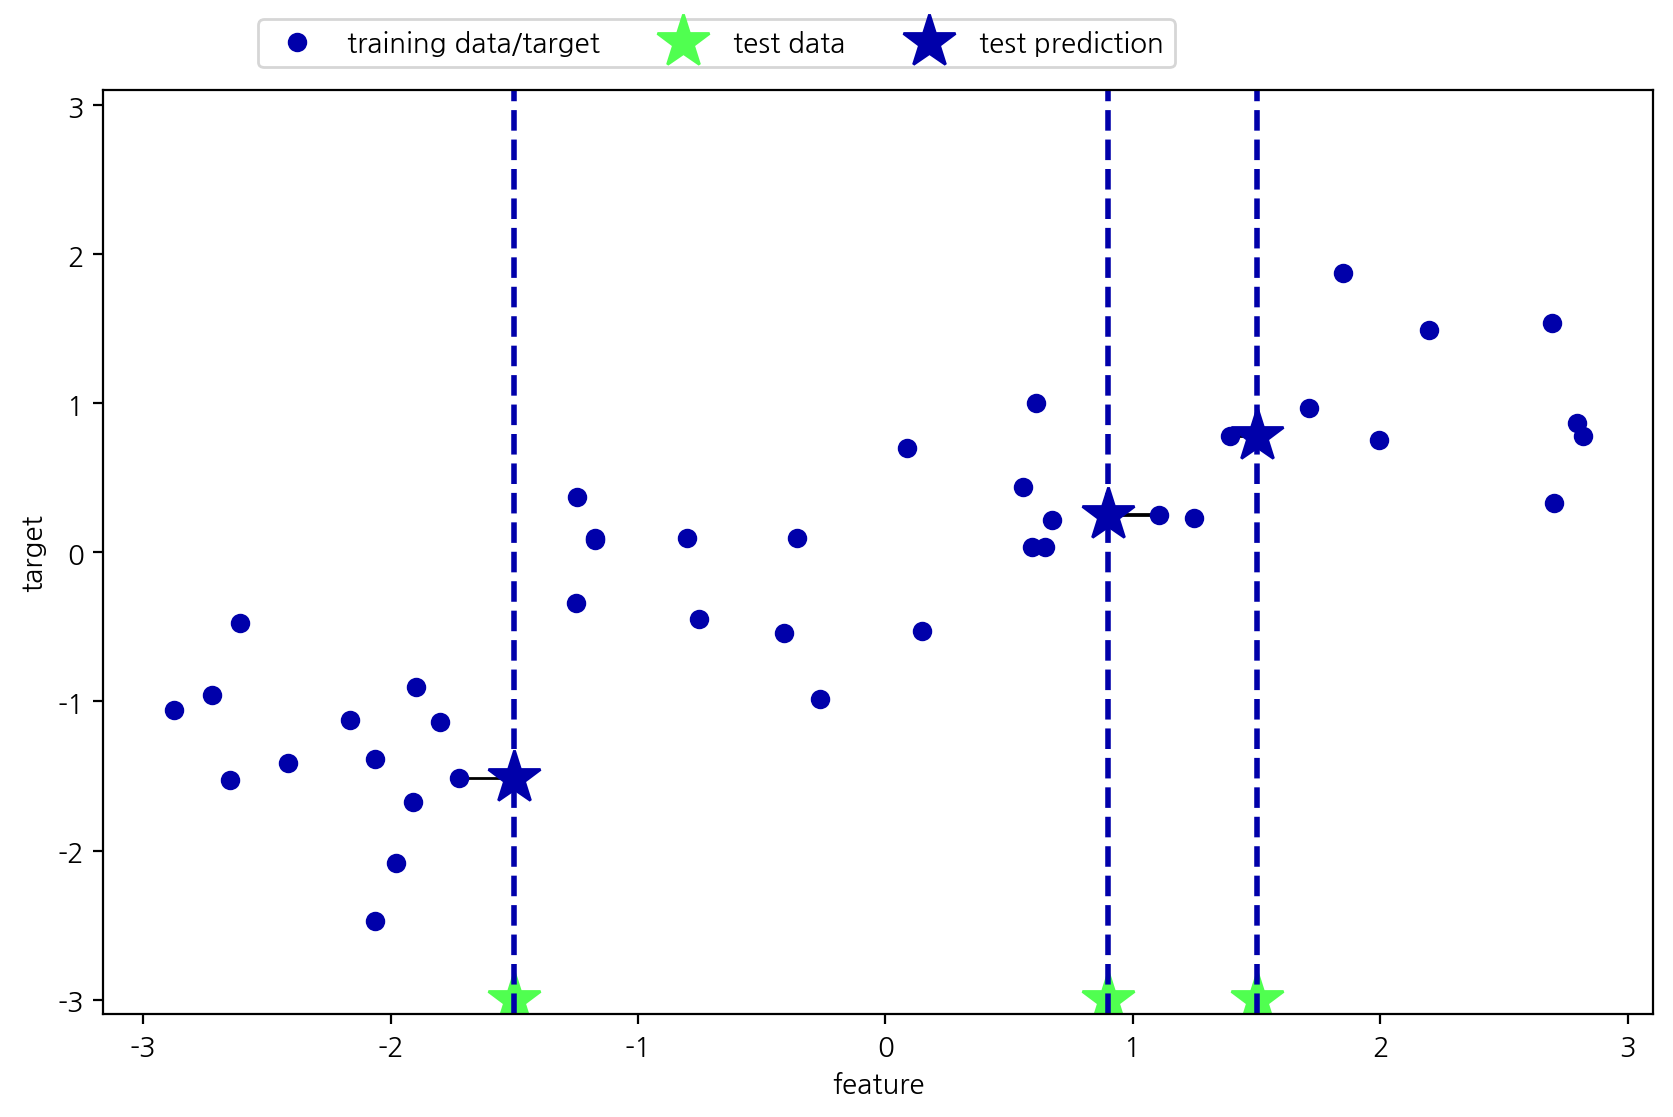 training data/target test data test prediction
3
2
1
0
-1
-2
-3
target
-3 -2 -1 0 1 2 3
feature